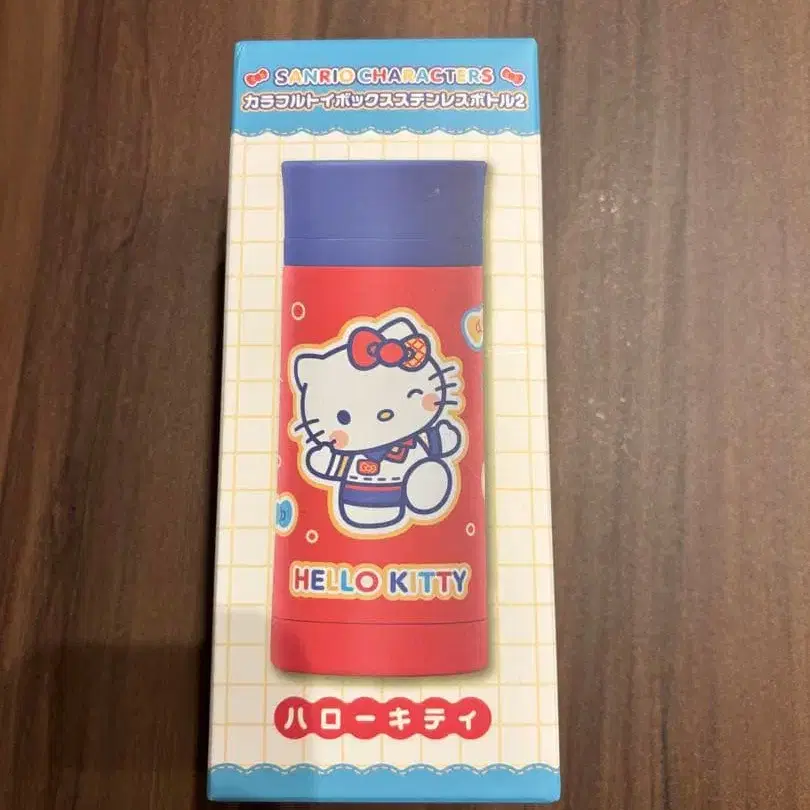 SANRIO CHARACTERS
カラフルトイボックスステンレスボトル2
b
HELLO KITTY
ハローキティ